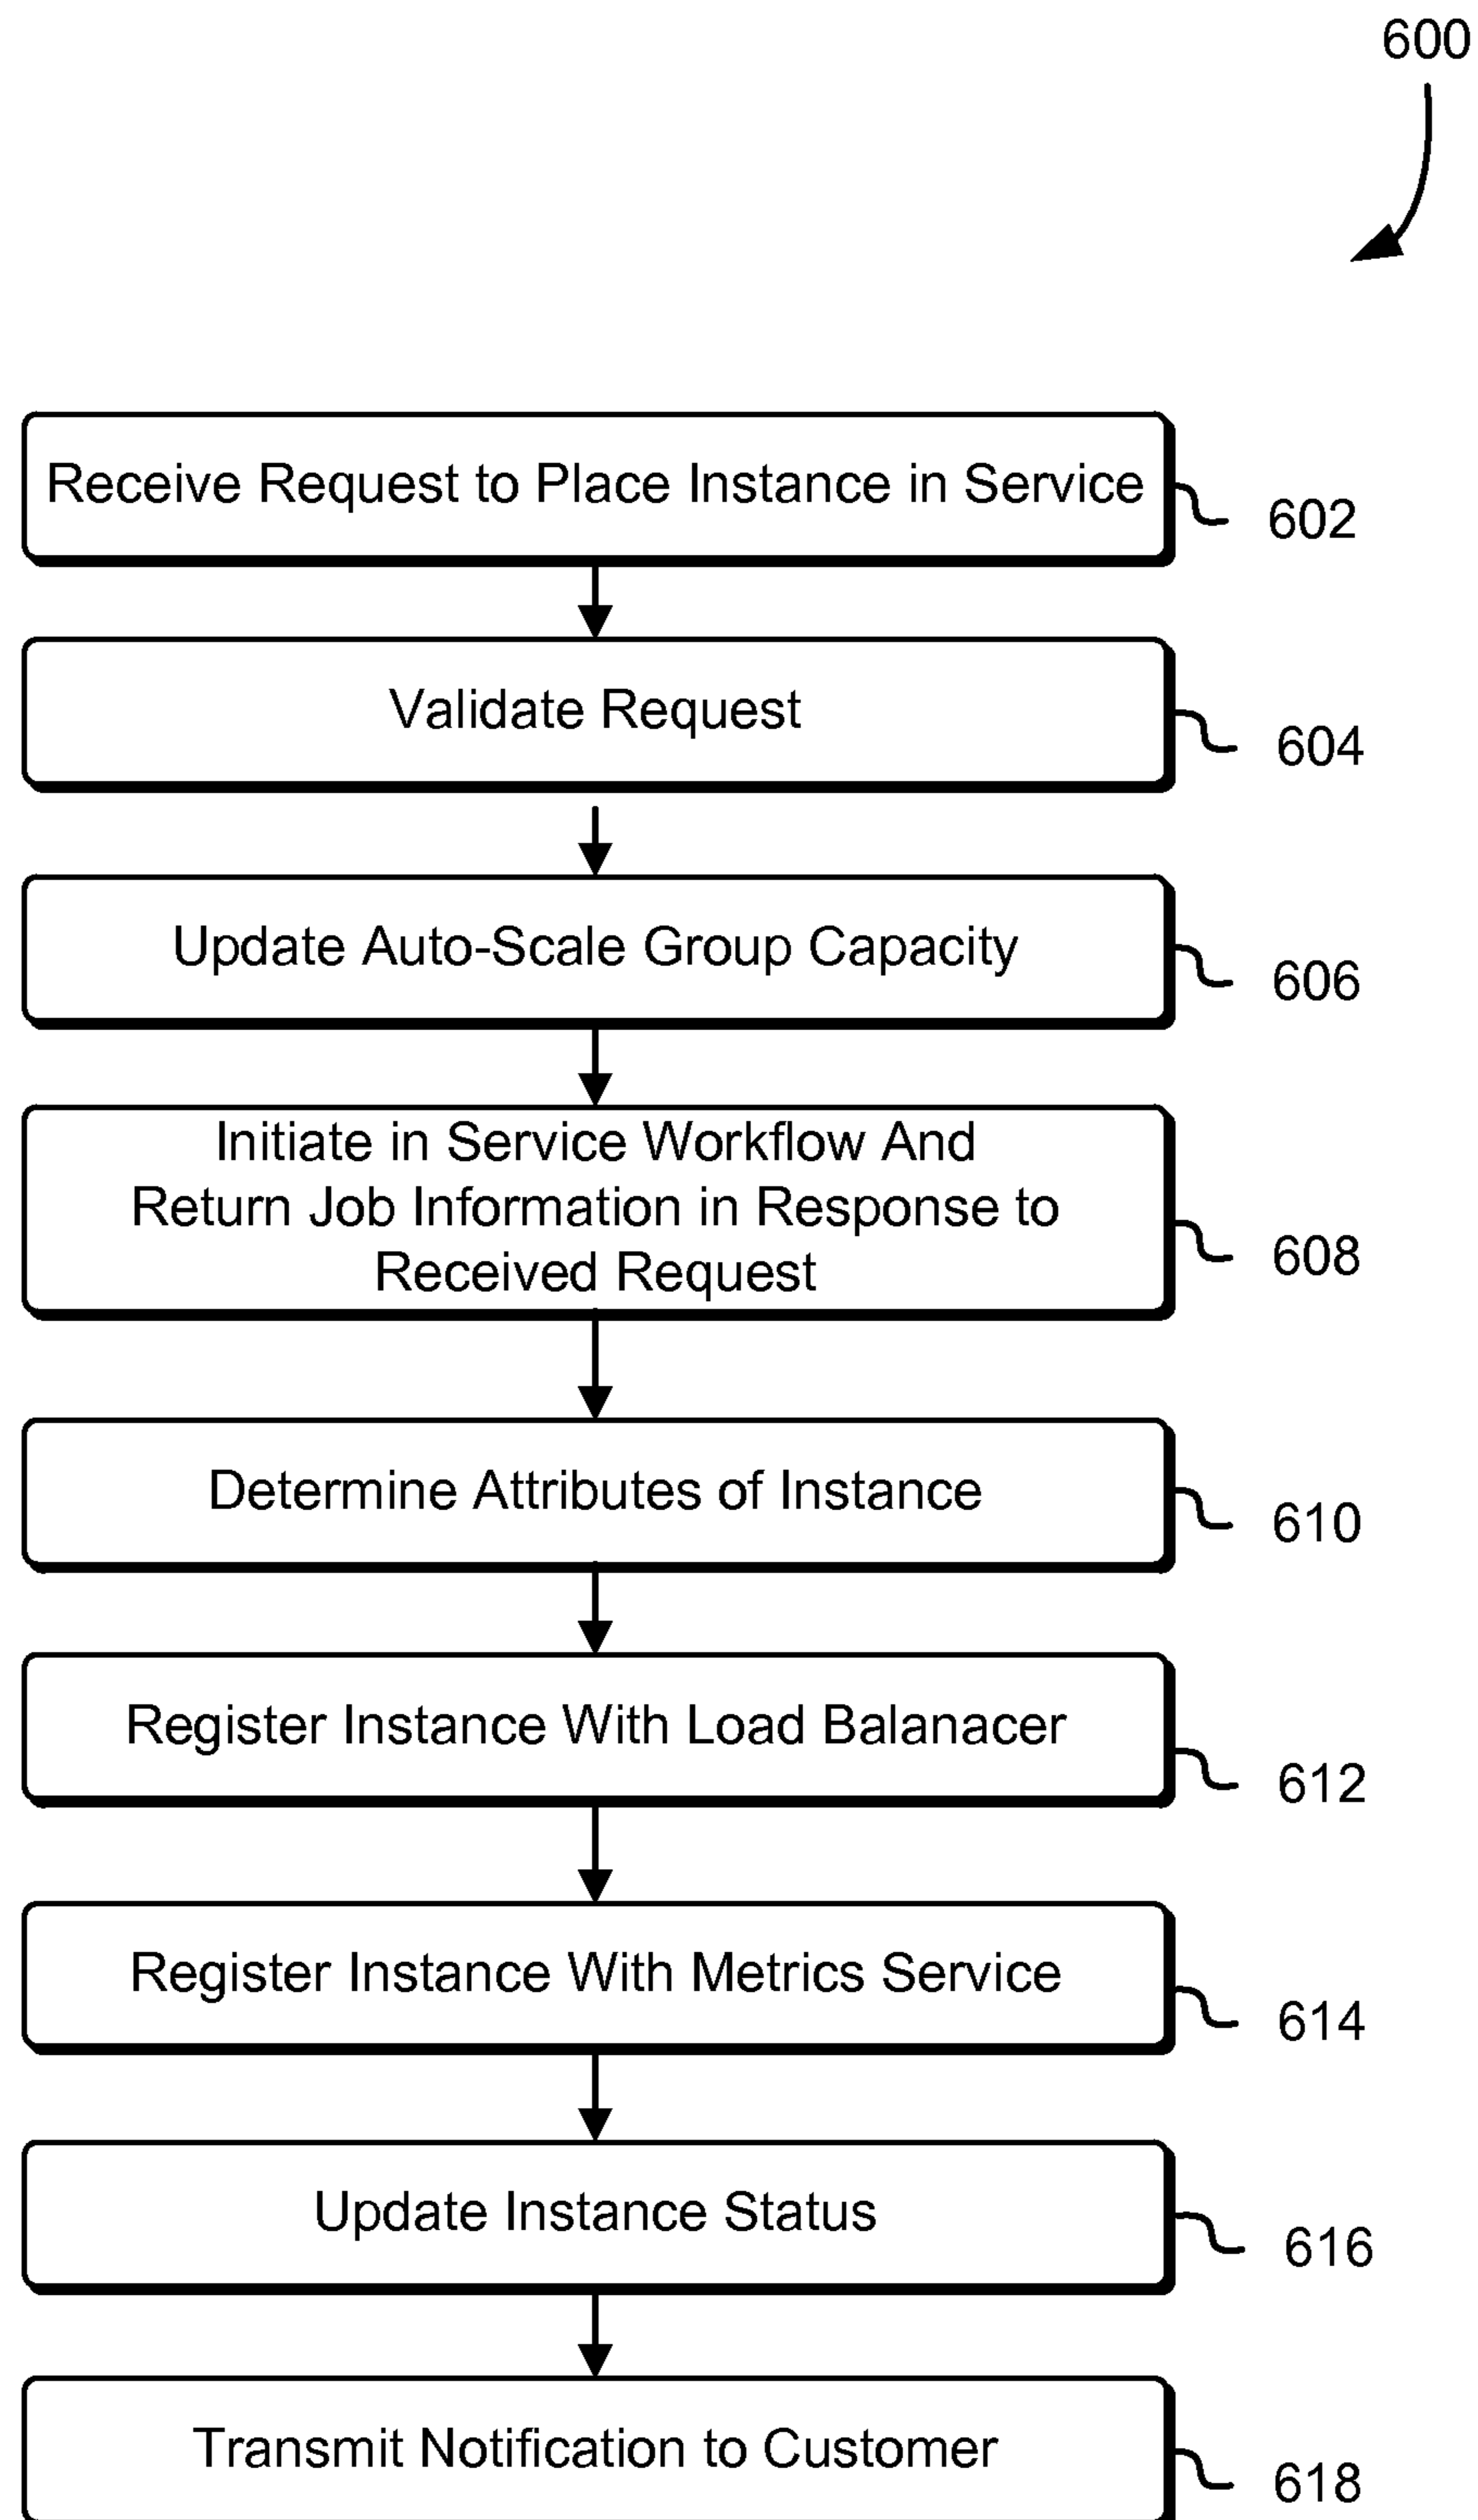 600
Receive Request to Place Instance in Service
602
Validate Request
604
Update Auto-Scale Group Capacity
606
Initiate in Service Workflow And
Return Job Information in Response to
Received Request
608
Determine Attributes of Instance
610
Register Instance With Load Balanacer
612
Register Instance With Metrics Service
614
Update Instance Status
616
Transmit Notification to Customer
618